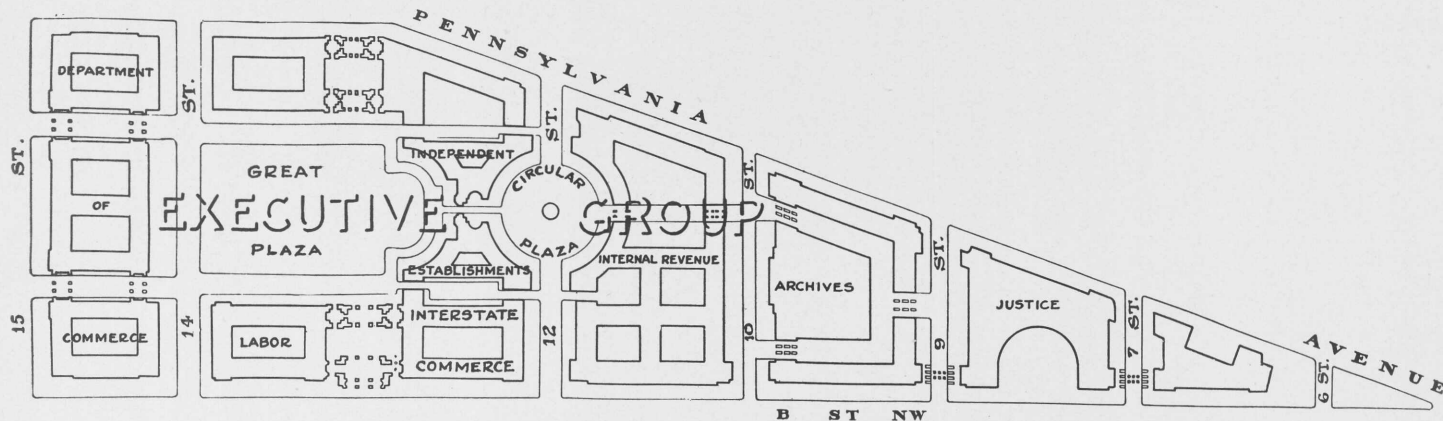 PENNSYLVANIA
AVENUE
DEPARTMENT
OF
COMMERCE
ST.
15
ST.
14
GREAT
PLAZA
EXECUTIVE GROUP
INDEPENDENT
ESTABLISHMENTS
CIRCULAR
PLAZA
LABOR
INTERSTATE
COMMERCE
ST.
12
INTERNAL REVENUE
ST.
10
ARCHIVES
ST.
9
JUSTICE
ST.
7
6 ST.
B ST NW